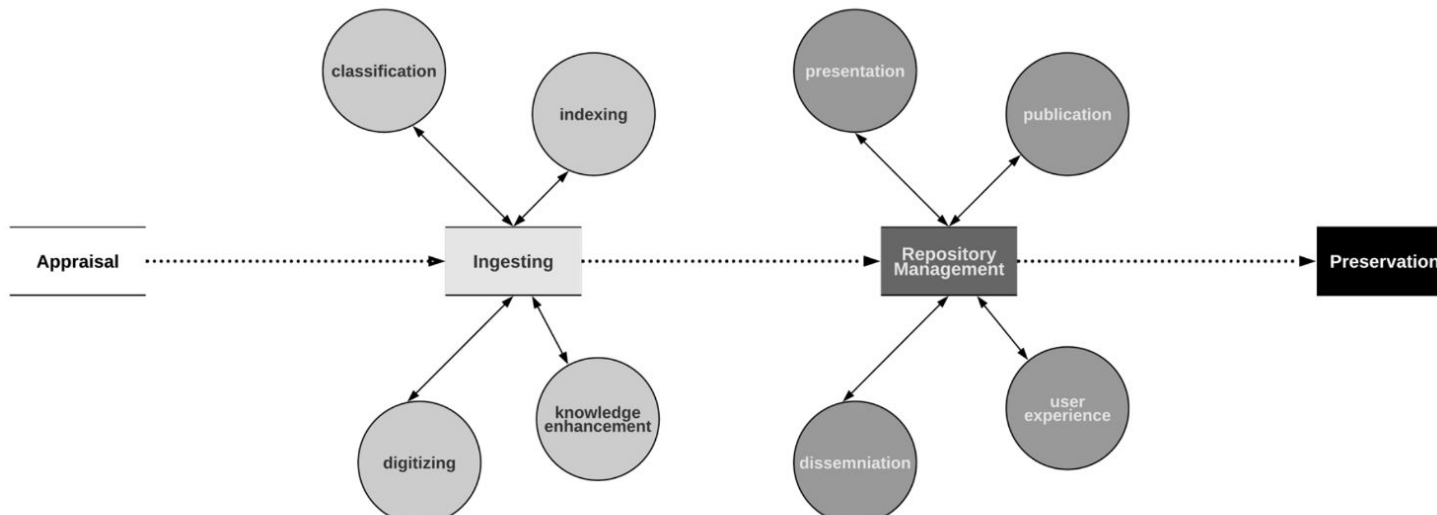 classification
indexing
presentation
publication
Appraisal
Ingesting
Repository
Management
Preservation
digitizing
knowledge
enhancement
dissemniation
user
experience